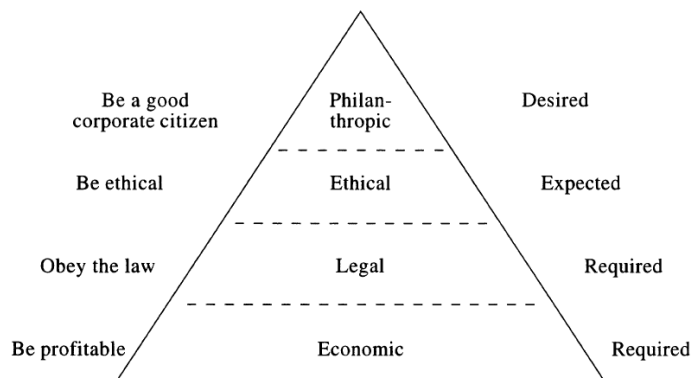 Be a good
corporate citizen
Philan-
thropic
Desired
Be ethical
Ethical
Expected
Obey the law
Legal
Required
Be profitable
Economic
Required